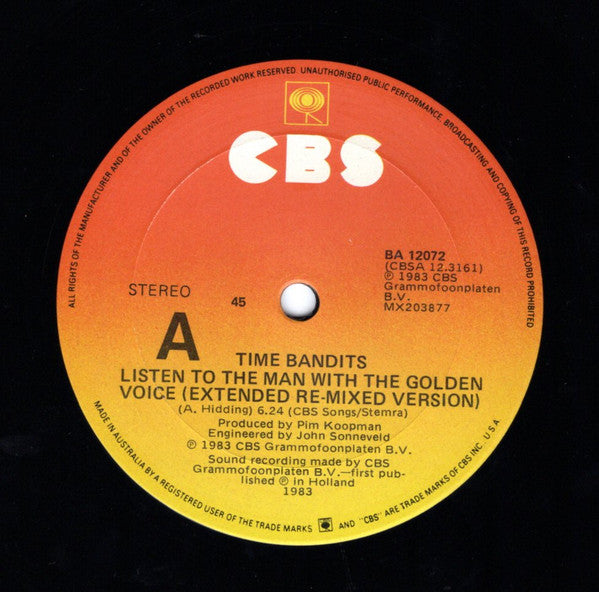 ALL RIGHTS OF THE MANUFACTURER AND OF THE OWNER OF THE RECORDED WORK RESERVED. UNAUTHORISED PUBLIC PERFORMANCE, BROADCASTING AND COPYING OF THIS RECORD PROHIBITED
CBS
BA 12072
(CBSA 12.3161)
℗ 1983 CBS
Grammofoonplaten
B.V.
MX203877
STEREO
45
A
TIME BANDITS
LISTEN TO THE MAN WITH THE GOLDEN
VOICE (EXTENDED RE-MIXED VERSION)
(A. Hidding) 6.24 (CBS Songs/Stemra)
Produced by Pim Koopman
Engineered by John Sonneveld
℗ 1983 CBS Grammofoonplaten B.V.
Sound recording made by CBS
Grammofoonplaten B.V.—first pub-
lished ℗ in Holland
1983
MADE IN AUSTRALIA BY A REGISTERED USER OF THE TRADE MARKS AND "CBS" ARE TRADE MARKS OF CBS INC. U.S.A.